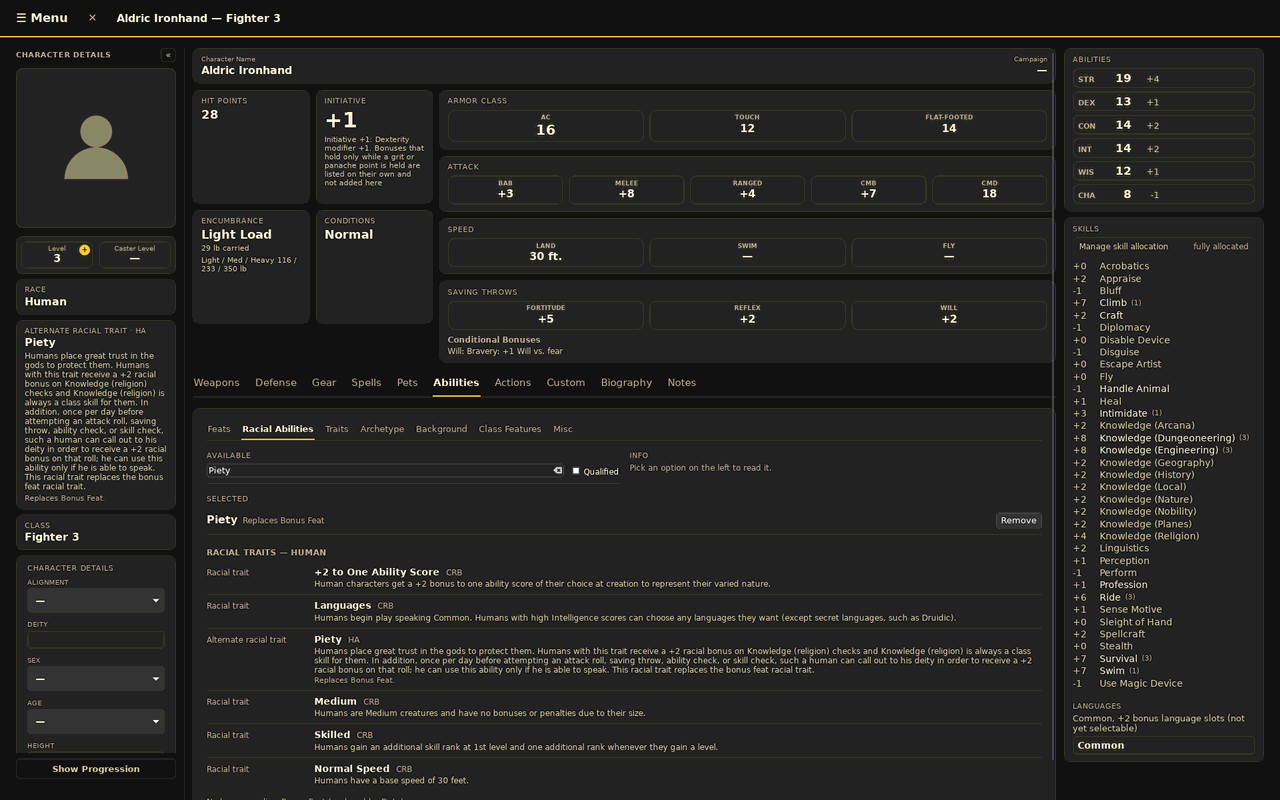 ☰ Menu × Aldric Ironhand — Fighter 3
CHARACTER DETAILS «
Level
3
+
Caster Level
—
RACE
Human
ALTERNATE RACIAL TRAIT · HA
Piety
Humans place great trust in the
gods to protect them. Humans
with this trait receive a +2 racial
bonus on Knowledge (religion)
checks and Knowledge (religion) is
always a class skill for them. In
addition, once per day before
attempting an attack roll, saving
throw, ability check, or skill check,
such a human can call out to his
deity in order to receive a +2 racial
bonus on that roll; he can use this
ability only if he is able to speak.
This racial trait replaces the bonus
feat racial trait.
Replaces Bonus Feat.
CLASS
Fighter 3
CHARACTER DETAILS
ALIGNMENT
—
DEITY
SEX
—
AGE
—
HEIGHT
Show Progression
Character Name
Aldric Ironhand
Campaign
—
HIT POINTS
28
INITIATIVE
+1
Initiative +1: Dexterity
modifier +1. Bonuses that
hold only while a grit or
panache point is held are
listed on their own and
not added here
ENCUMBRANCE
Light Load
29 lb carried
Light / Med / Heavy 116 /
233 / 350 lb
CONDITIONS
Normal
ARMOR CLASS
AC TOUCH FLAT-FOOTED
16 12 14
ATTACK
BAB MELEE RANGED CMB CMD
+3 +8 +4 +7 18
SPEED
LAND SWIM FLY
30 ft. — —
SAVING THROWS
FORTITUDE REFLEX WILL
+5 +2 +2
Conditional Bonuses
Will: Bravery: +1 Will vs. fear
Weapons Defense Gear Spells Pets Abilities Actions Custom Biography Notes
Feats Racial Abilities Traits Archetype Background Class Features Misc
AVAILABLE
Piety Qualified
INFO
Pick an option on the left to read it.
SELECTED
Piety Replaces Bonus Feat Remove
RACIAL TRAITS — HUMAN
Racial trait +2 to One Ability Score CRB
Human characters get a +2 bonus to one ability score of their choice at creation to represent their varied nature.
Racial trait Languages CRB
Humans begin play speaking Common. Humans with high Intelligence scores can choose any languages they want (except secret languages, such as Druidic).
Alternate racial trait Piety HA
Humans place great trust in the gods to protect them. Humans with this trait receive a +2 racial bonus on Knowledge (religion) checks and Knowledge (religion) is always a class
skill for them. In addition, once per day before attempting an attack roll, saving throw, ability check, or skill check, such a human can call out to his deity in order to receive a +2
racial bonus on that roll; he can use this ability only if he is able to speak. This racial trait replaces the bonus feat racial trait.
Replaces Bonus Feat.
Racial trait Medium CRB
Humans are Medium creatures and have no bonuses or penalties due to their size.
Racial trait Skilled CRB
Humans gain an additional skill rank at 1st level and one additional rank whenever they gain a level.
Racial trait Normal Speed CRB
Humans have a base speed of 30 feet.
ABILITIES
STR 19 +4
DEX 13 +1
CON 14 +2
INT 14 +2
WIS 12 +1
CHA 8 -1
SKILLS
Manage skill allocation fully allocated
+0 Acrobatics
+2 Appraise
-1 Bluff
+7 Climb (1)
+2 Craft
-1 Diplomacy
+0 Disable Device
-1 Disguise
+0 Escape Artist
+0 Fly
-1 Handle Animal
+1 Heal
+3 Intimidate (1)
+2 Knowledge (Arcana)
+8 Knowledge (Dungeoneering) (3)
+8 Knowledge (Engineering) (3)
+2 Knowledge (Geography)
+2 Knowledge (History)
+2 Knowledge (Local)
+2 Knowledge (Nature)
+2 Knowledge (Nobility)
+2 Knowledge (Planes)
+4 Knowledge (Religion)
+2 Linguistics
+1 Perception
-1 Perform
+1 Profession
+6 Ride (3)
+1 Sense Motive
+0 Sleight of Hand
+2 Spellcraft
+0 Stealth
+7 Survival (3)
+7 Swim (1)
-1 Use Magic Device
LANGUAGES
Common, +2 bonus language slots (not
yet selectable)
Common